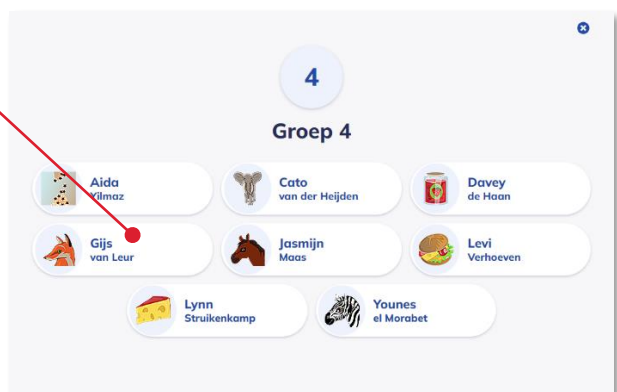 4
Groep 4
Aida
Yilmaz
Cato
van der Heijden
Davey
de Haan
Gijs
van Leur
Jasmijn
Maas
Levi
Verhoeven
Lynn
Struikenkamp
Younes
el Morabet